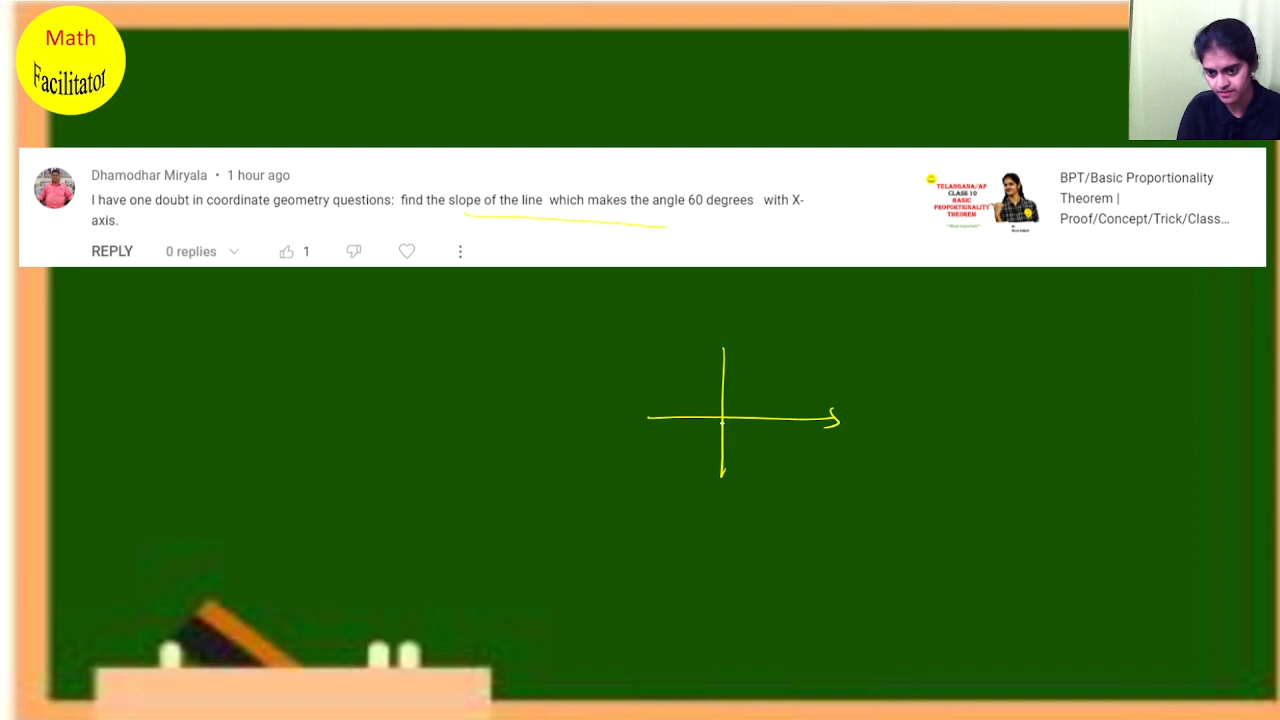 Math
Facilitator
Dhamodhar Miryala • 1 hour ago
I have one doubt in coordinate geometry questions: find the slope of the line which makes the angle 60 degrees with X-
axis.
REPLY 0 replies 1
TELANGANA/AP
CLASS 10
BASIC
PROPORTIONALITY
THEOREM
BPT/Basic Proportionality
Theorem |
Proof/Concept/Trick/Class...